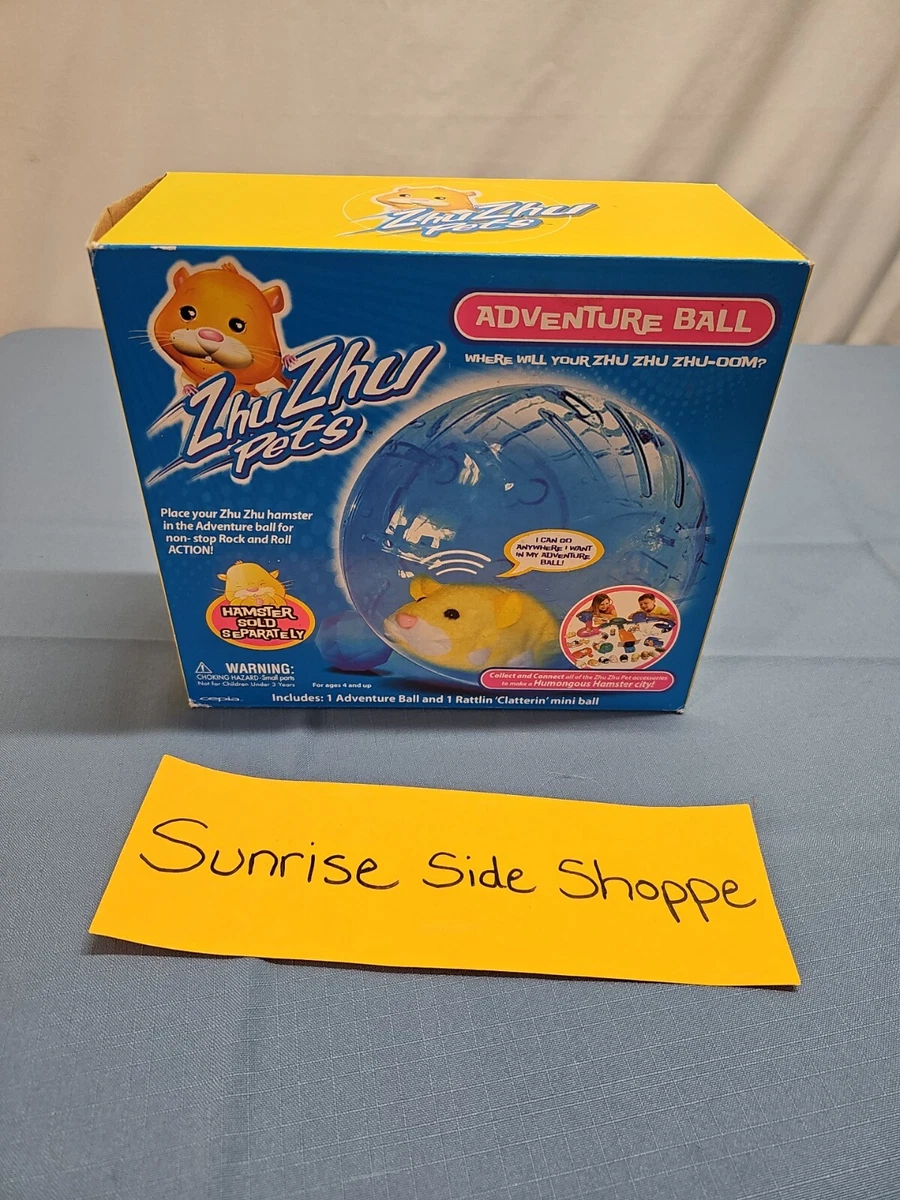 Zhu Zhu
Pets
ADVENTURE BALL
WHERE WILL YOUR ZHU ZHU ZHU-OOM?
Zhu Zhu
Pets
Place your Zhu Zhu hamster
in the Adventure ball for
non-stop Rock and Roll
ACTION!
I CAN GO
ANYWHERE I WANT
IN MY ADVENTURE
BALL!
HAMSTER
SOLD
SEPARATELY
WARNING:
CHOKING HAZARD-Small parts
Not for Children Under 3 Years
For ages 4 and up
Collect and Connect all of the Zhu Zhu Pet accessories
to make a Humongous Hamster city!
cepia
Includes: 1 Adventure Ball and 1 Rattlin 'Clatterin' mini ball
Sunrise Side Shoppe